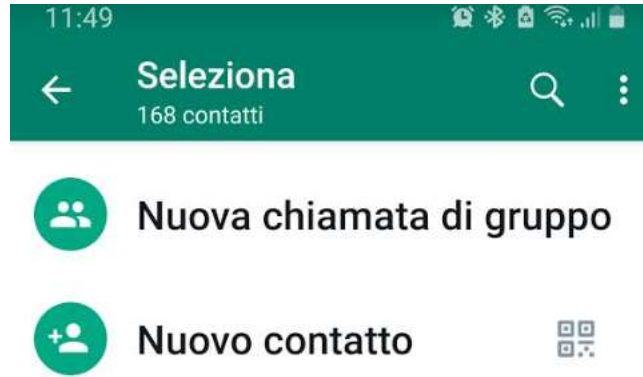 11:49
Seleziona
168 contatti
Nuova chiamata di gruppo
Nuovo contatto